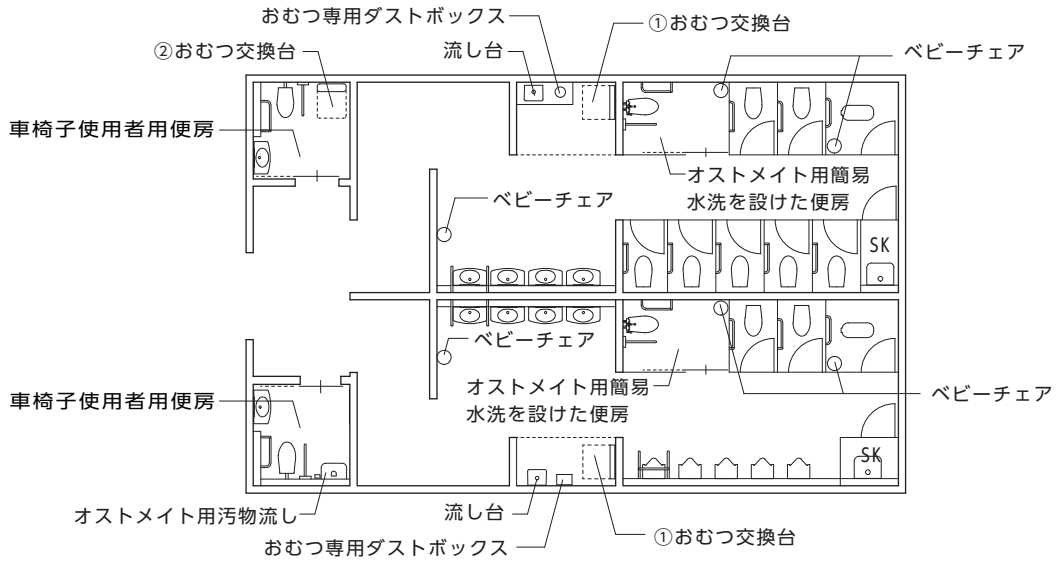 おむつ専用ダストボックス
①おむつ交換台
②おむつ交換台
流し台
ベビーチェア
車椅子使用者用便房
オストメイト用簡易
水洗を設けた便房
ベビーチェア
SK
ベビーチェア
オストメイト用簡易
水洗を設けた便房
ベビーチェア
車椅子使用者用便房
SK
オストメイト用汚物流し
流し台
①おむつ交換台
おむつ専用ダストボックス